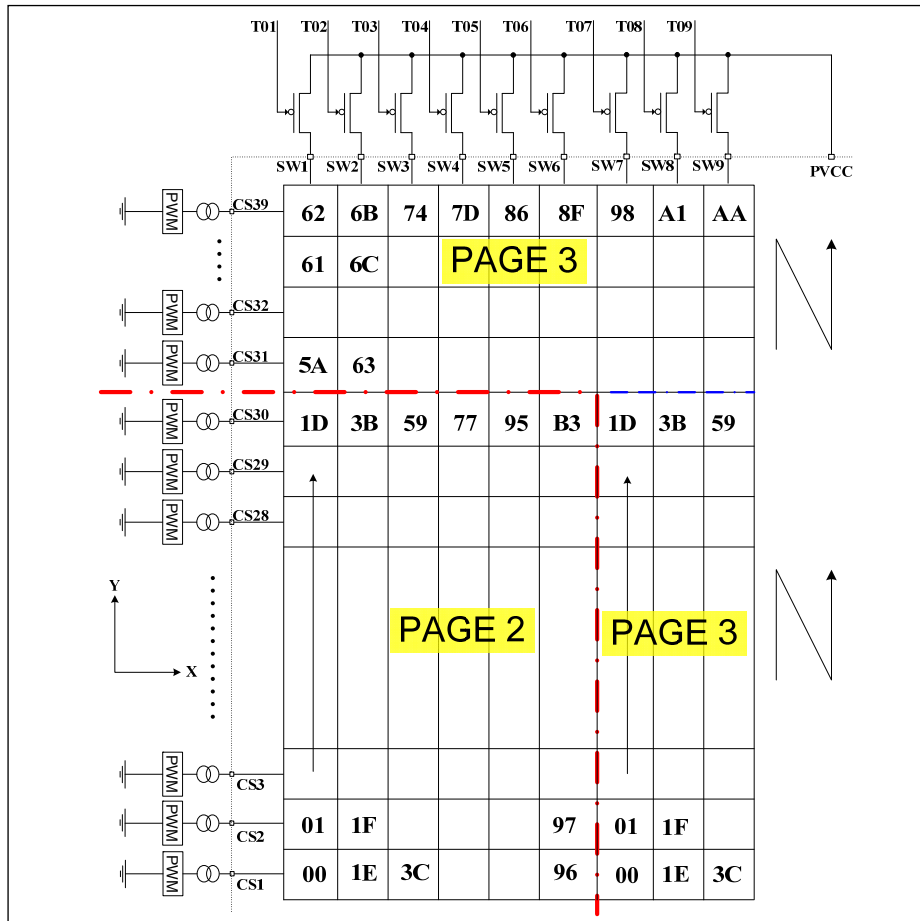 T01 T02 T03 T04 T05 T06 T07 T08 T09
SW1 SW2 SW3 SW4 SW5 SW6 SW7 SW8 SW9 PVCC
PWM CS39 62 6B 74 7D 86 8F 98 A1 AA
61 6C PAGE 3
PWM CS32
PWM CS31 5A 63
PWM CS30 1D 3B 59 77 95 B3 1D 3B 59
PWM CS29
PWM CS28
Y
X
PAGE 2 PAGE 3
PWM CS3
PWM CS2 01 1F 97 01 1F
PWM CS1 00 1E 3C 96 00 1E 3C